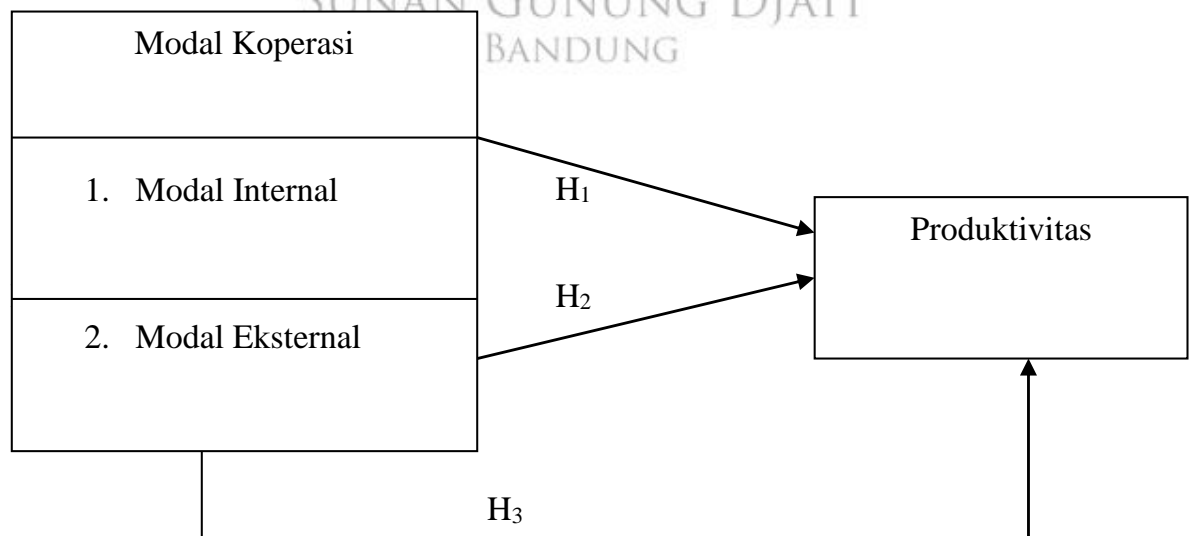 SUNAN GUNUNG DJATI
BANDUNG
Modal Koperasi
1. Modal Internal
H1
Produktivitas
H2
2. Modal Eksternal
H3